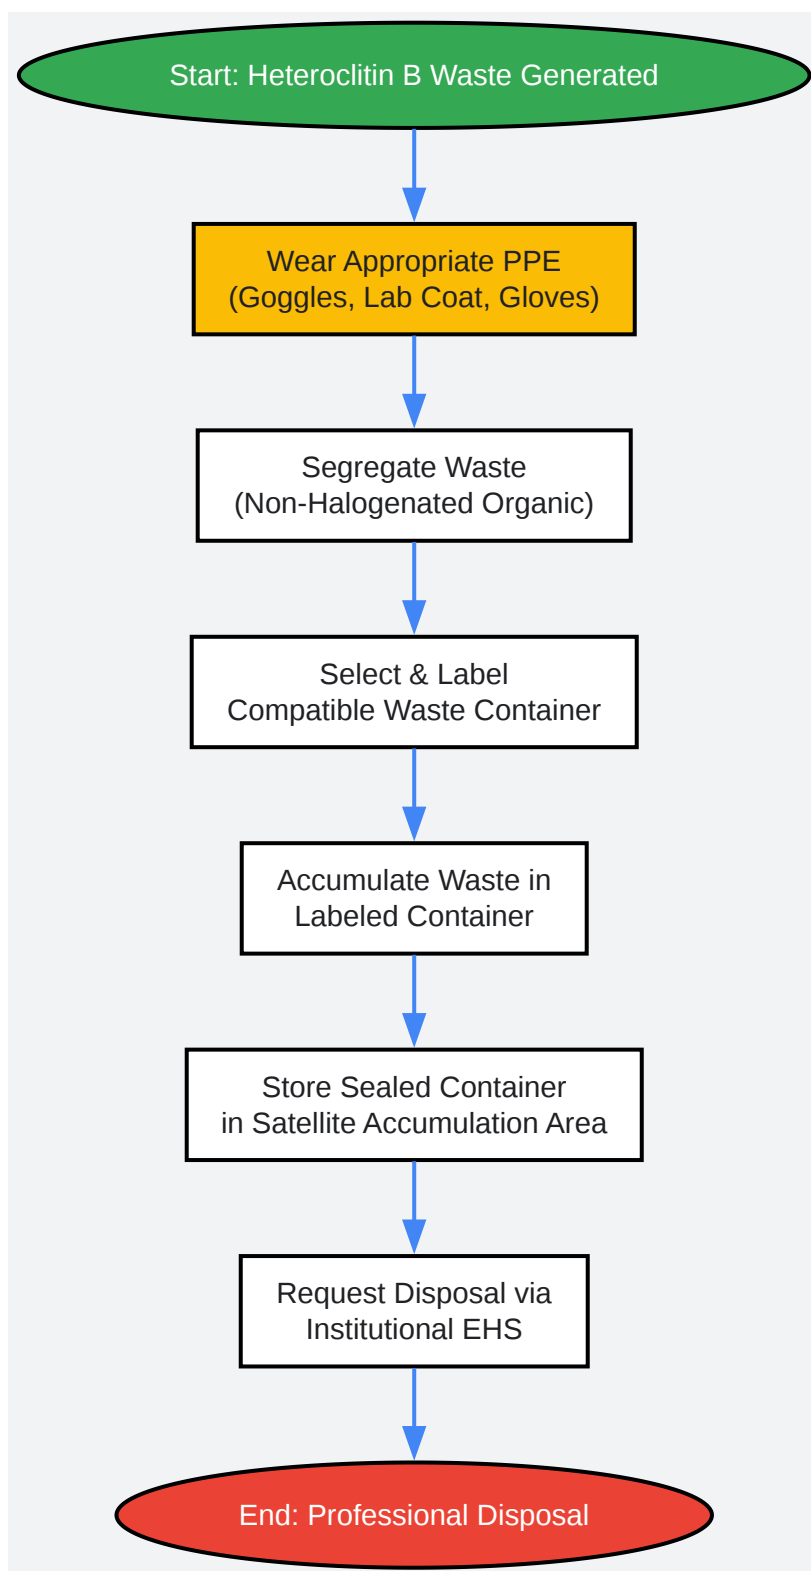 Start: Heteroclitin B Waste Generated
Wear Appropriate PPE
(Goggles, Lab Coat, Gloves)
Segregate Waste
(Non-Halogenated Organic)
Select & Label
Compatible Waste Container
Accumulate Waste in
Labeled Container
Store Sealed Container
in Satellite Accumulation Area
Request Disposal via
Institutional EHS
End: Professional Disposal